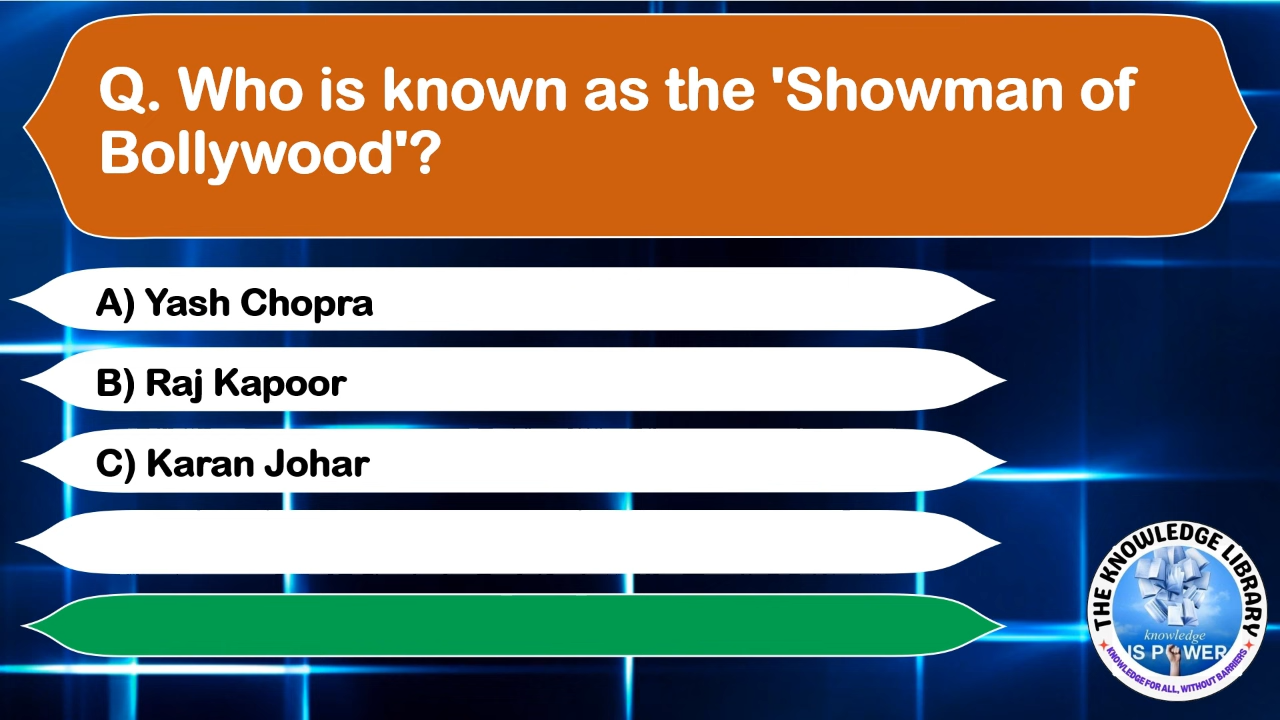 Q. Who is known as the 'Showman of
Bollywood'?
A) Yash Chopra
B) Raj Kapoor
C) Karan Johar
THE KNOWLEDGE LIBRARY
knowledge
IS POWER
KNOWLEDGE FOR ALL, WITHOUT BARRIERS